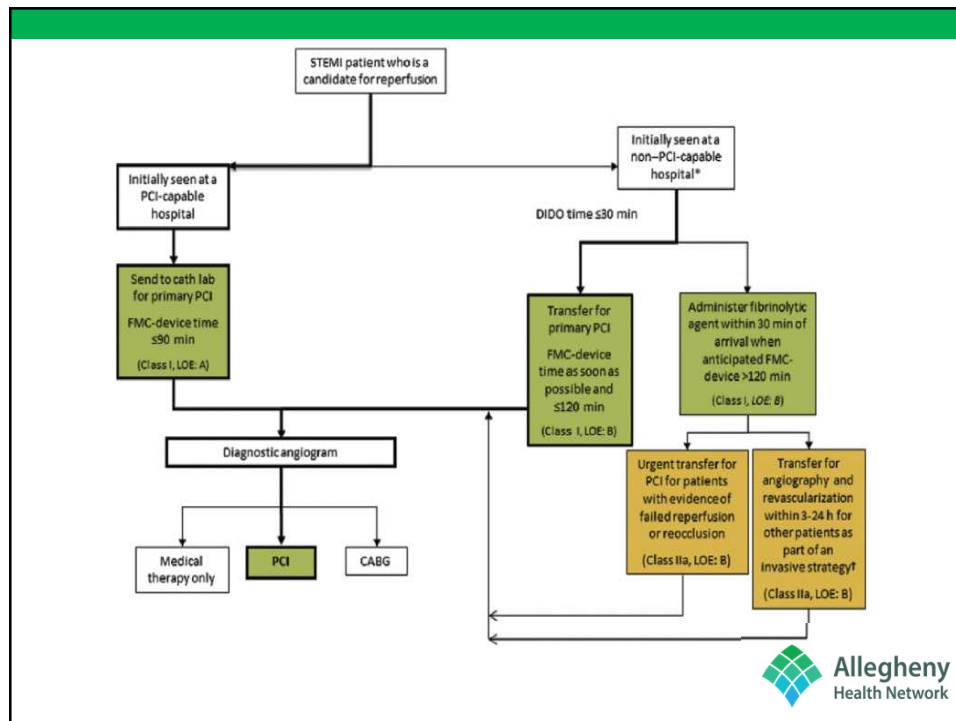 STEMI patient who is a
candidate for reperfusion
Initially seen at a
PCI-capable
hospital
Initially seen at a
non–PCI-capable
hospital*
DIDO time ≤30 min
Send to cath lab
for primary PCI
FMC-device time
≤90 min
(Class I, LOE: A)
Transfer for
primary PCI
FMC-device
time as soon as
possible and
≤120 min
(Class I, LOE: B)
Administer fibrinolytic
agent within 30 min of
arrival when
anticipated FMC-
device >120 min
(Class I, LOE: B)
Diagnostic angiogram
Urgent transfer for
PCI for patients
with evidence of
failed reperfusion
or reocclusion
(Class IIa, LOE: B)
Transfer for
angiography and
revascularization
within 3-24 h for
other patients as
part of an
invasive strategy†
(Class IIa, LOE: B)
Medical
therapy only
PCI
CABG
Allegheny
Health Network